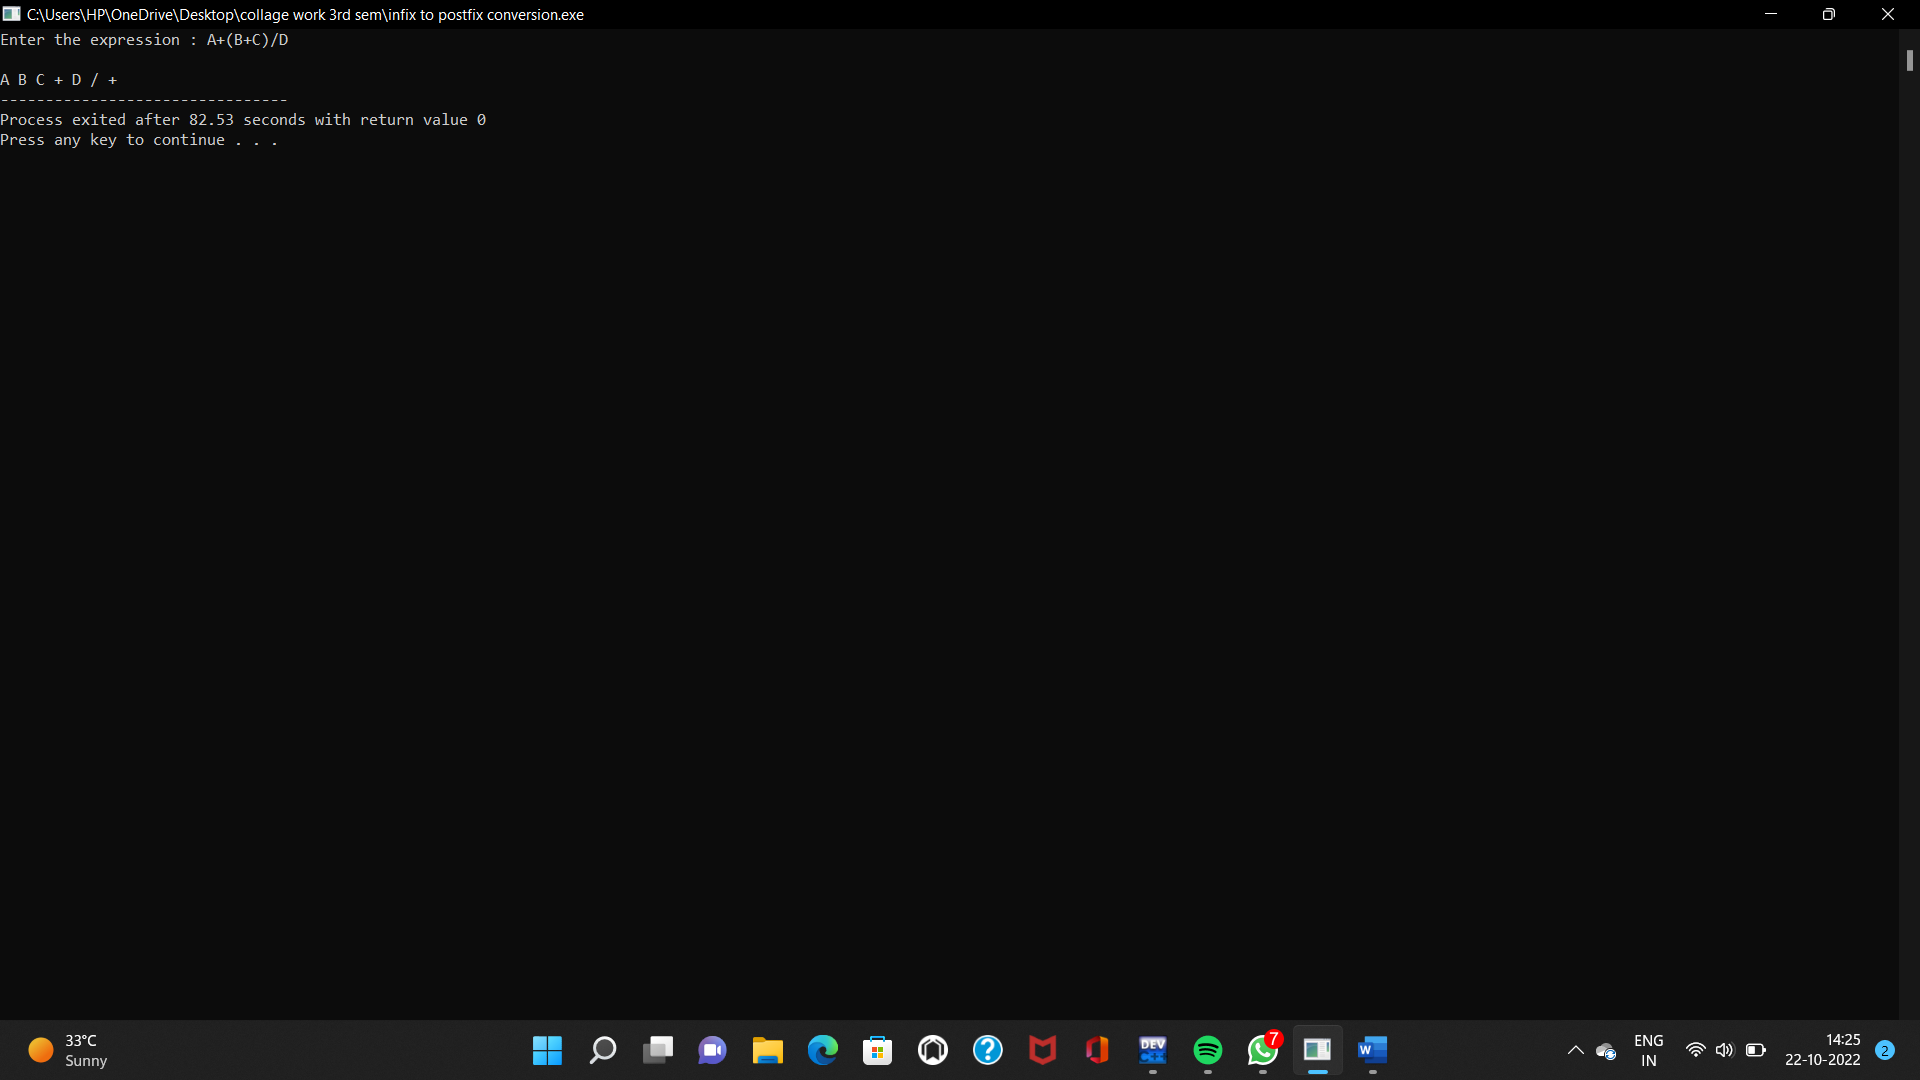 C:\Users\HP\OneDrive\Desktop\collage work 3rd sem\infix to postfix conversion.exe
Enter the expression : A+(B+C)/D
A B C + D / +
--------------------------------
Process exited after 82.53 seconds with return value 0
Press any key to continue . . .
33°C
Sunny
DEV
C++
7
W
ENG
IN
14:25
22-10-2022
2